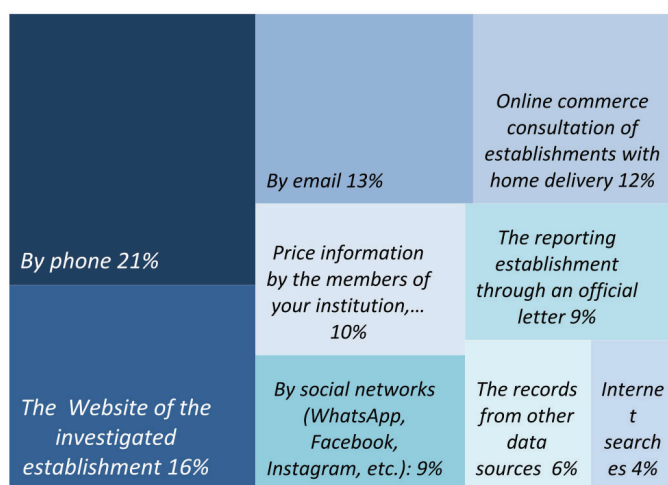 By phone 21%
The  Website of the
investigated
establishment 16%
By email 13%
Online commerce
consultation of
establishments with
home delivery 12%
Price information
by the members of
your institution,...
10%
The reporting
establishment
through an official
letter 9%
By social networks
(WhatsApp,
Facebook,
Instagram, etc.): 9%
The records
from other
data
sources  6%
Interne
t
search
es 4%